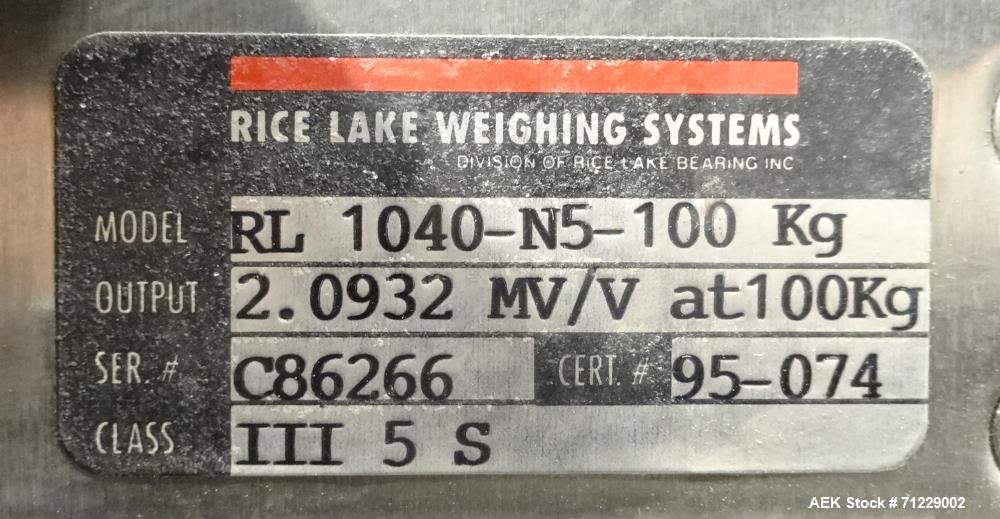 RICE LAKE WEIGHING SYSTEMS
DIVISION OF RICE LAKE BEARING INC
MODEL RL 1040-N5-100 Kg
OUTPUT 2.0932 MV/V at100Kg
SER. # C86266 CERT. # 95-074
CLASS III 5 S
AEK Stock # 71229002